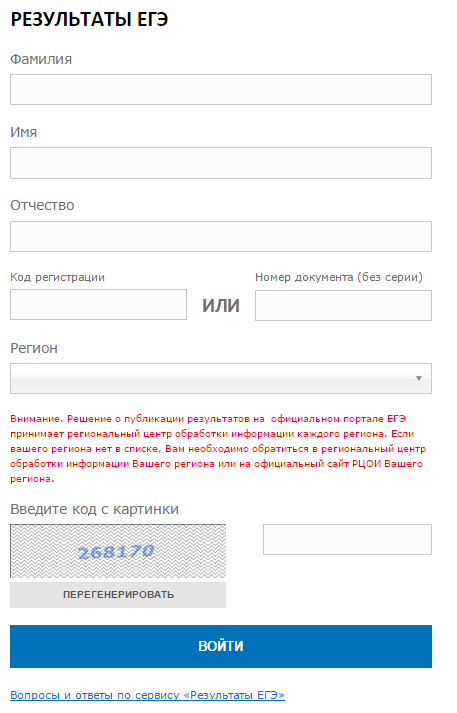 РЕЗУЛЬТАТЫ ЕГЭ
Фамилия
Имя
Отчество
Код регистрации
ИЛИ
Номер документа (без серии)
Регион
Внимание. Решение о публикации результатов на официальном портале ЕГЭ
принимает региональный центр обработки информации каждого региона. Если
вашего региона нет в списке, Вам необходимо обратиться в региональный центр
обработки информации Вашего региона или на официальный сайт РЦОИ Вашего
региона.
Введите код с картинки
268170
ПЕРЕГЕНЕРИРОВАТЬ
ВОЙТИ
Вопросы и ответы по сервису «Результаты ЕГЭ»